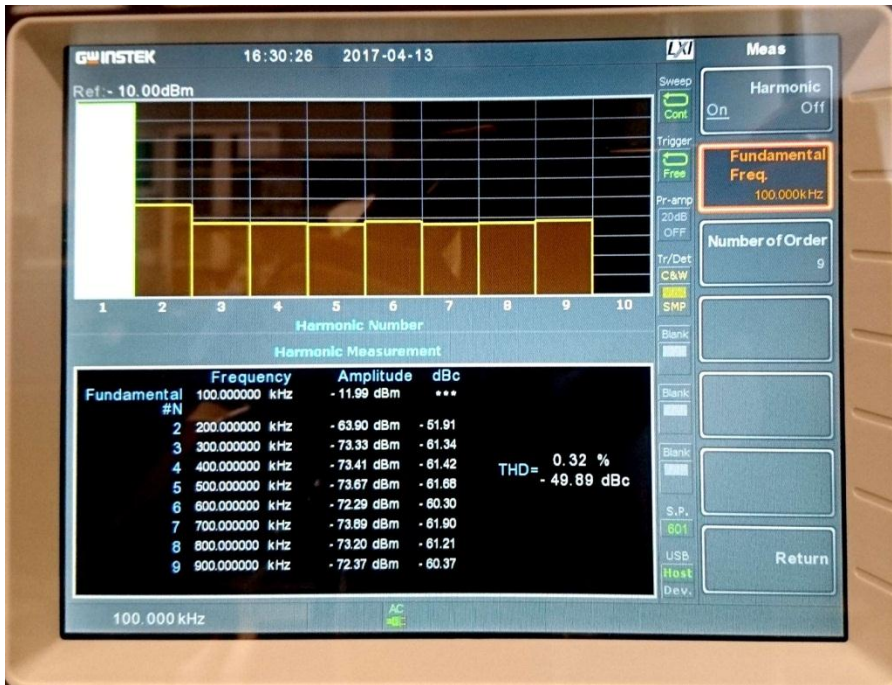 GWINSTEK 16:30:26 2017-04-13 LXI Meas
Ref:- 10.00dBm
Sweep
Cont
Trigger
Free
Pr-amp
20dB
OFF
Tr/Det
C&W
SMP
Blank
Blank
Blank
S.P.
601
USB
Host
Dev.
Harmonic
On Off
Fundamental
Freq.
100.000kHz
Number of Order
9
Return
1 2 3 4 5 6 7 8 9 10
Harmonic Number
Harmonic Measurement
Frequency Amplitude dBc
Fundamental 100.000000 kHz - 11.99 dBm ***
#N
2 200.000000 kHz - 63.90 dBm - 51.91
3 300.000000 kHz - 73.33 dBm - 61.34
4 400.000000 kHz - 73.41 dBm - 61.42
5 500.000000 kHz - 73.67 dBm - 61.68
6 600.000000 kHz - 72.29 dBm - 60.30
7 700.000000 kHz - 73.89 dBm - 61.90
8 800.000000 kHz - 73.20 dBm - 61.21
9 900.000000 kHz - 72.37 dBm - 60.37
THD= 0.32 %
- 49.89 dBc
100.000 kHz AC